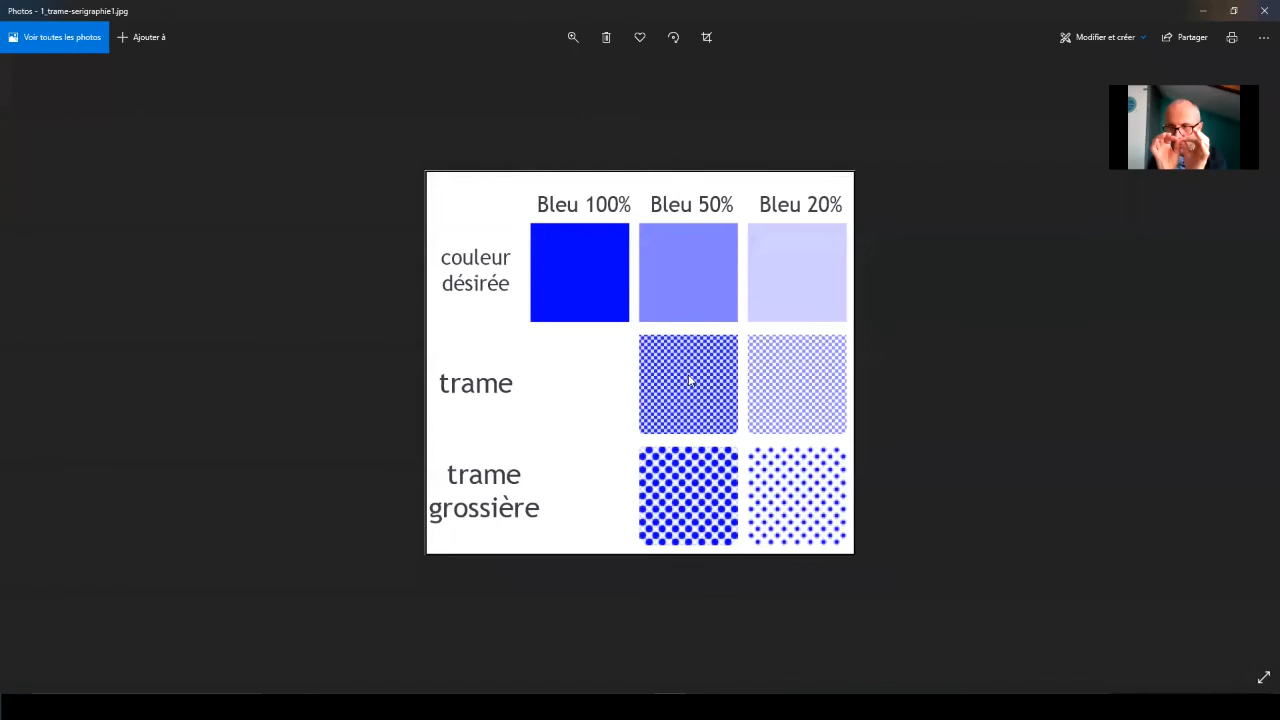 Photos - 1_trame-serigraphie1.jpg
Voir toutes les photos
Ajouter à
Modifier et créer
Partager
Bleu 100% Bleu 50% Bleu 20%
couleur
désirée
trame
trame
grossière